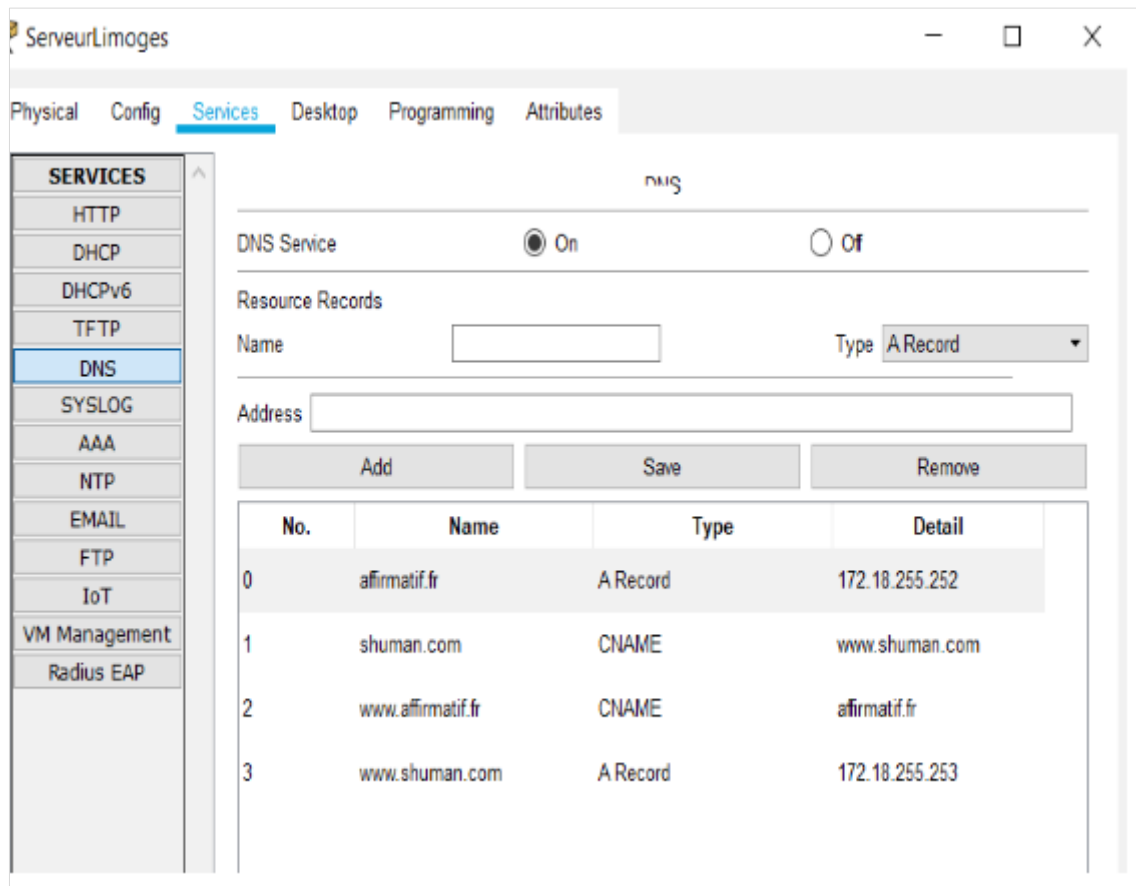 ServeurLimoges
Physical Config Services Desktop Programming Attributes
SERVICES
HTTP
DHCP
DHCPv6
TFTP
DNS
SYSLOG
AAA
NTP
EMAIL
FTP
IoT
VM Management
Radius EAP
DNS
DNS Service On Off
Resource Records
Name Type A Record
Address
Add Save Remove
No. Name Type Detail
0 affirmatif.fr A Record 172.18.255.252
1 shuman.com CNAME www.shuman.com
2 www.affirmatif.fr CNAME affirmatif.fr
3 www.shuman.com A Record 172.18.255.253